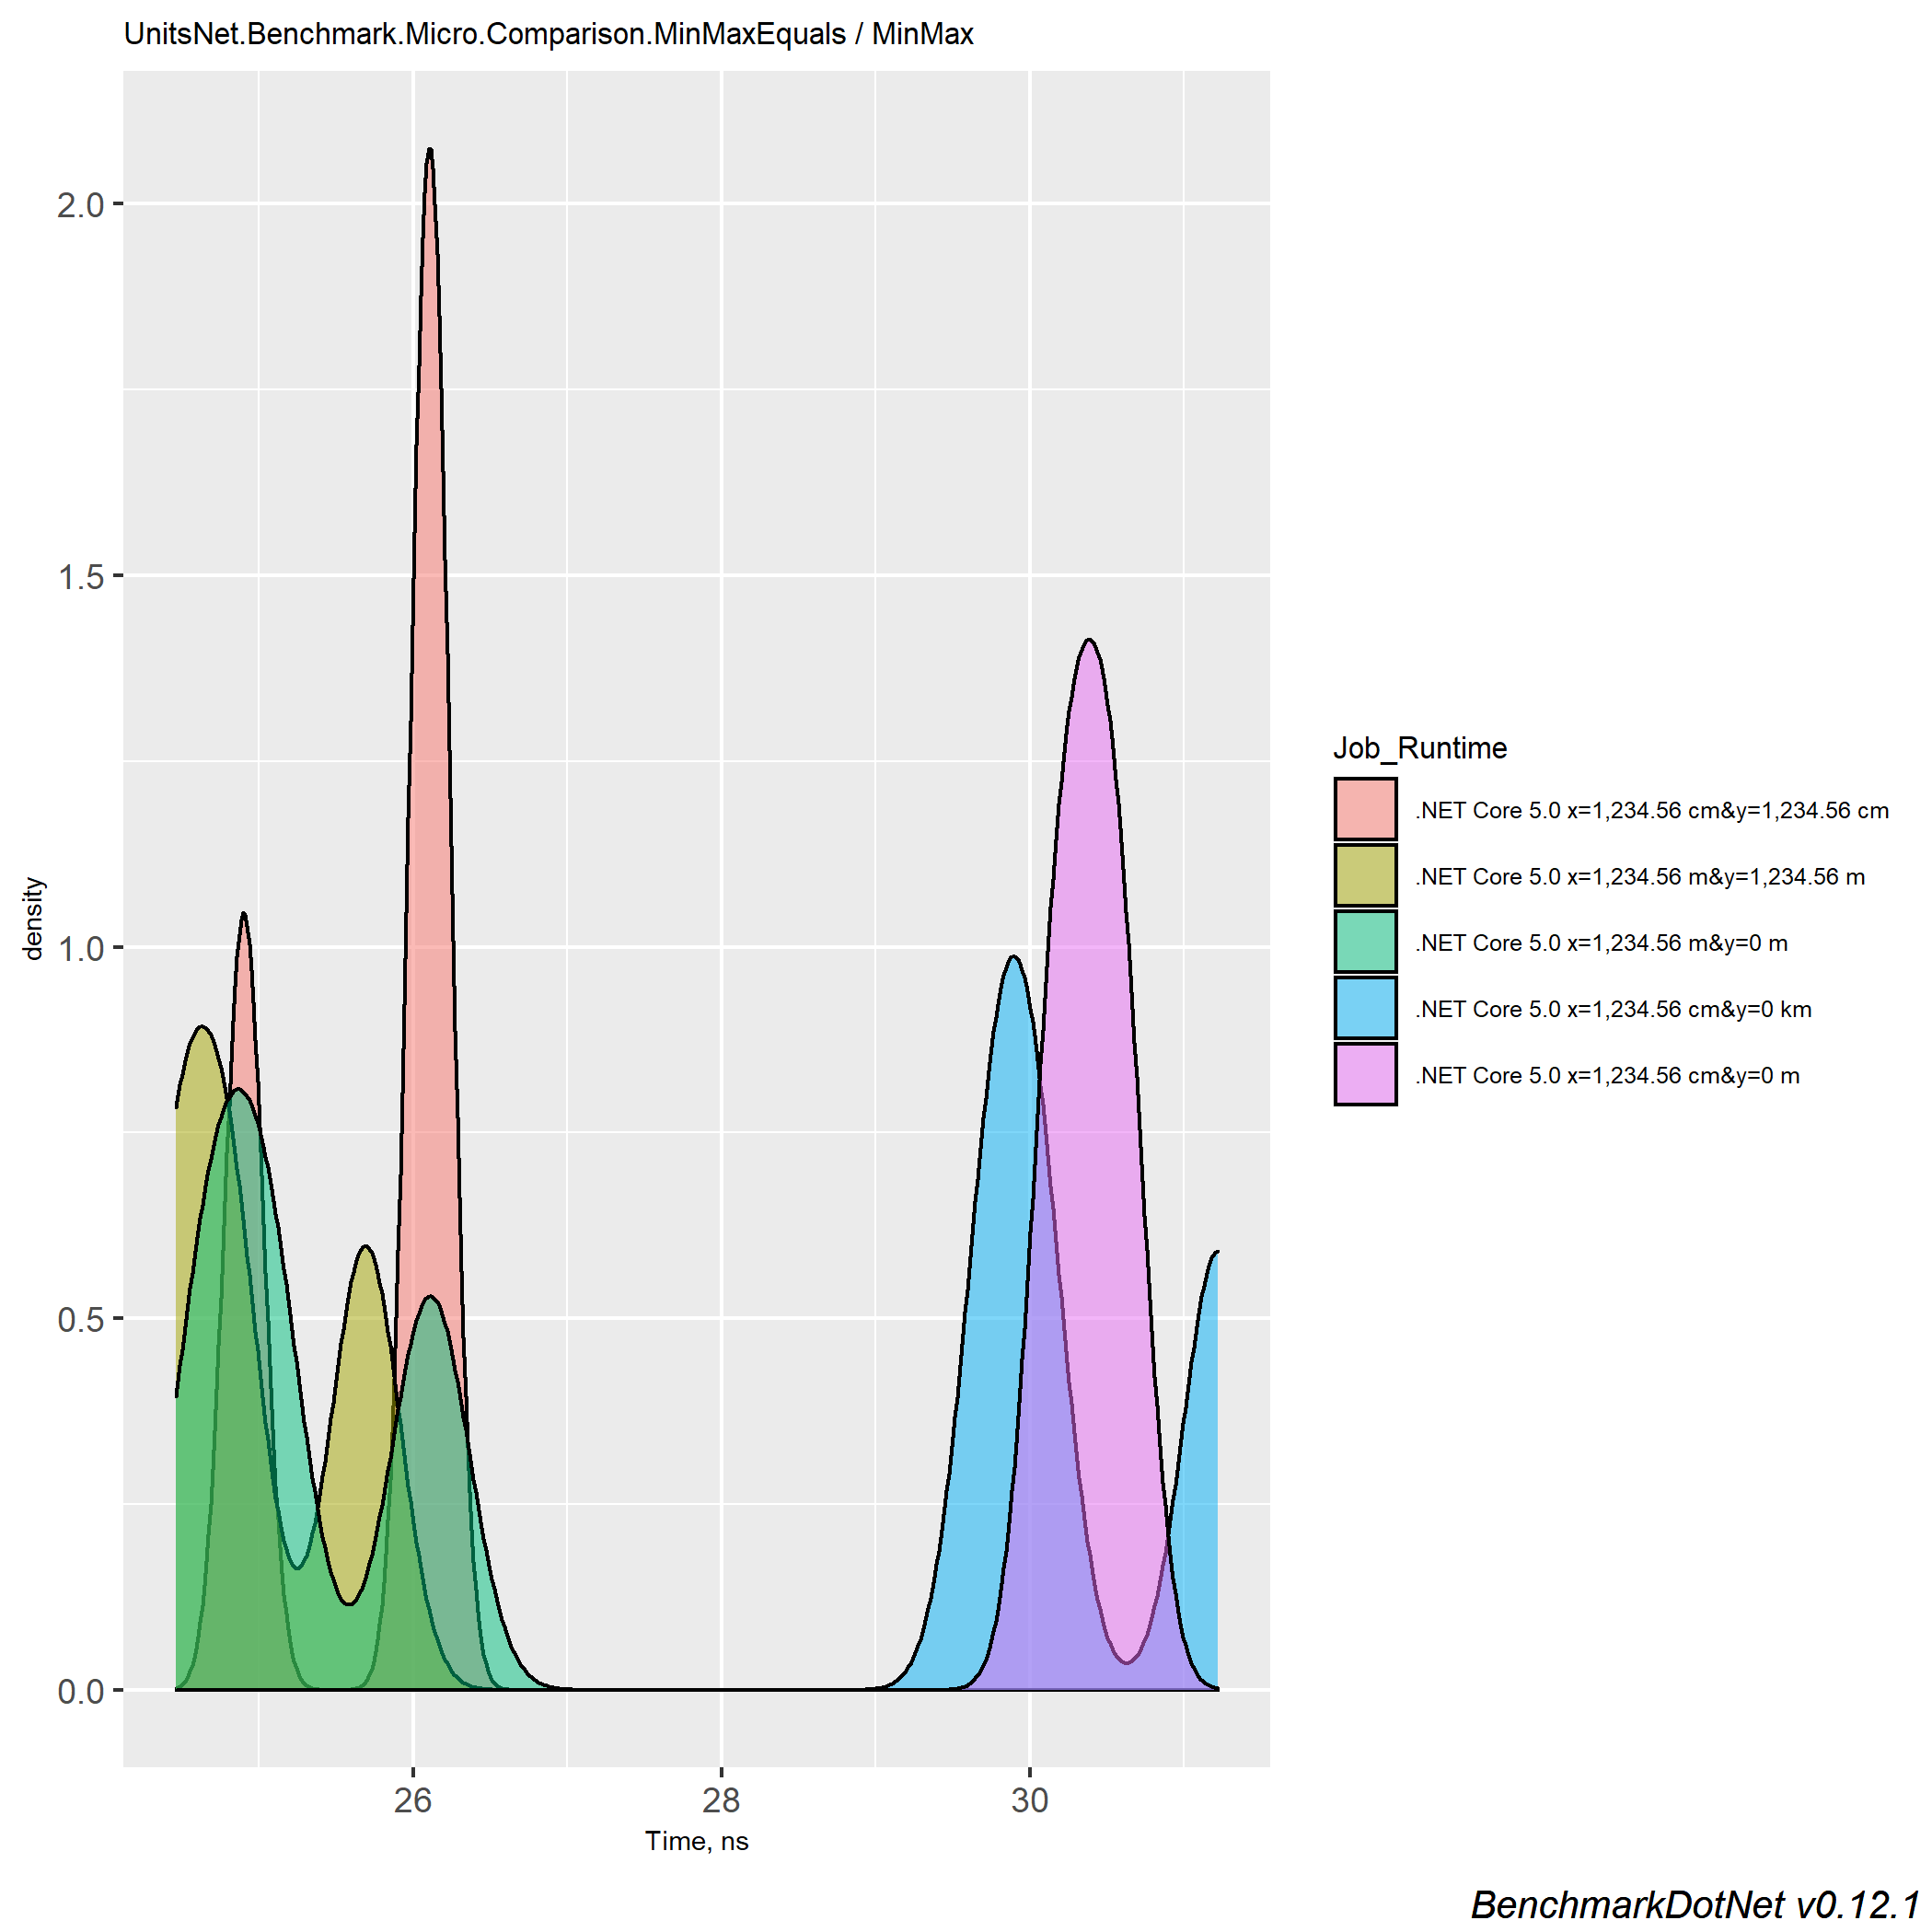 UnitsNet.Benchmark.Micro.Comparison.MinMaxEquals / MinMax
2.0
1.5
1.0
0.5
0.0
density
26
28
30
Time, ns
Job_Runtime
.NET Core 5.0 x=1,234.56 cm&y=1,234.56 cm
.NET Core 5.0 x=1,234.56 m&y=1,234.56 m
.NET Core 5.0 x=1,234.56 m&y=0 m
.NET Core 5.0 x=1,234.56 cm&y=0 km
.NET Core 5.0 x=1,234.56 cm&y=0 m
BenchmarkDotNet v0.12.1